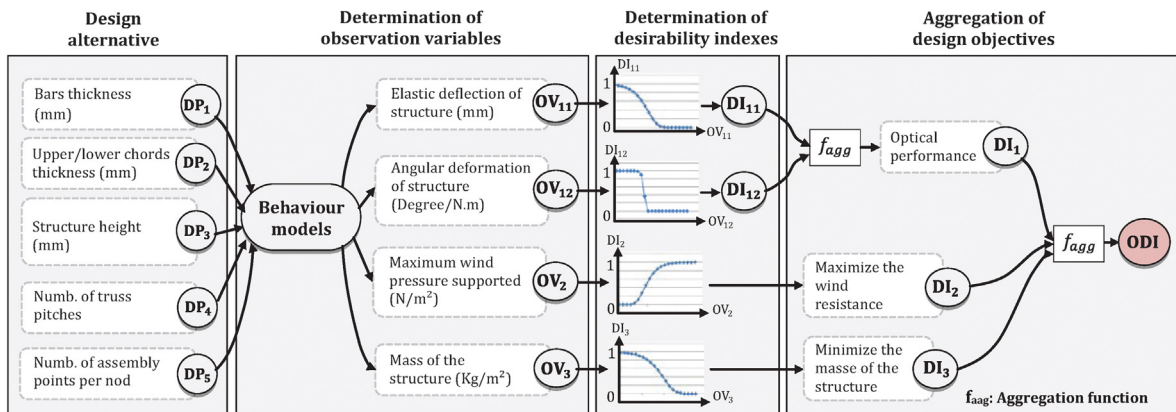 Design
alternative
Determination of
observation variables
Determination of
desirability indexes
Aggregation of
design objectives
Bars thickness
(mm)
DP1
Upper/lower chords
thickness (mm)
DP2
Structure height
(mm)
DP3
Numb. of truss
pitches
DP4
Numb. of assembly
points per nod
DP5
Behaviour
models
Elastic deflection of
structure (mm)
OV11
Angular deformation
of structure
(Degree/N.m)
OV12
Maximum wind
pressure supported
(N/m²)
OV2
Mass of the
structure (Kg/m²)
OV3
DI11
1
0
OV11
DI12
1
0
OV12
DI2
1
0
OV2
DI3
1
0
OV3
DI11
DI12
fagg
Optical
performance
DI1
Maximize the
wind
resistance
DI2
Minimize the
masse of the
structure
DI3
fagg
ODI
faag: Aggregation function